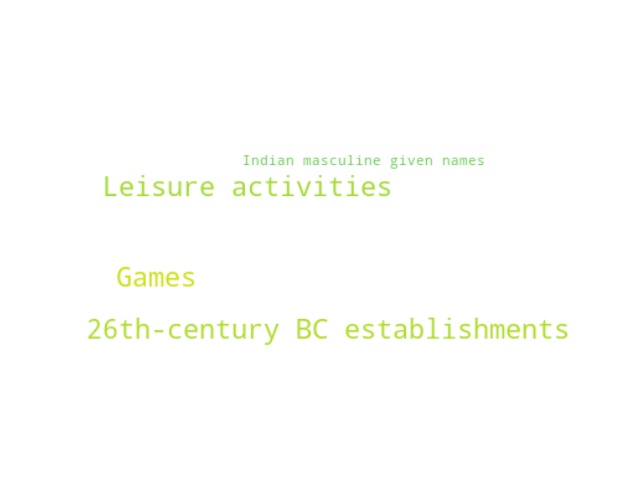 Indian masculine given names
Leisure activities
Games
26th-century BC establishments